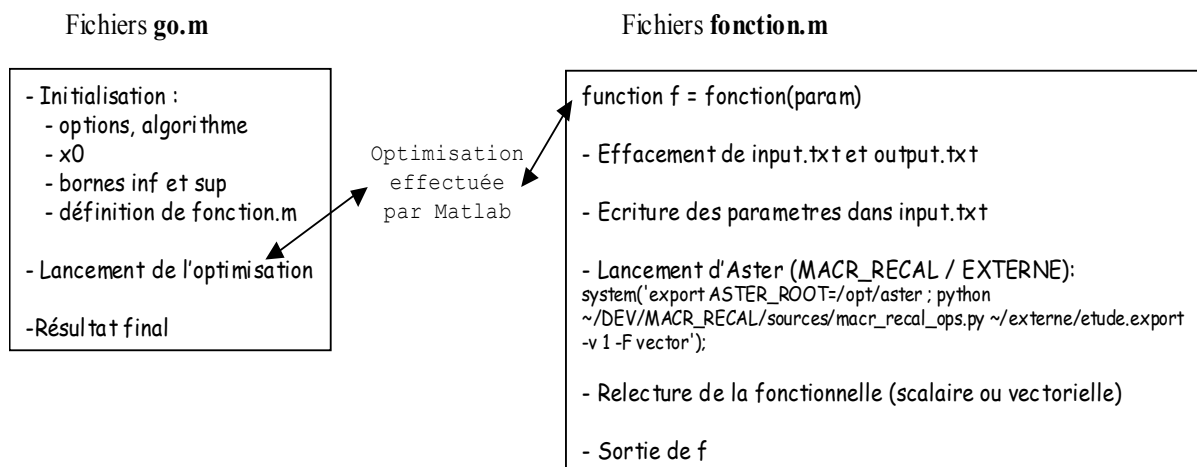 Fichiers go.m
- Initialisation :
- options, algorithme
- x0
- bornes inf et sup
- définition de fonction.m
- Lancement de l'optimisation
-Résultat final
Optimisation
effectuée
par Matlab
Fichiers fonction.m
function f = fonction(param)
- Effacement de input.txt et output.txt
- Ecriture des parametres dans input.txt
- Lancement d'Aster (MACR_RECAL / EXTERNE):
system('export ASTER_ROOT=/opt/aster ; python
~/DEV/MACR_RECAL/sources/macr_recal_ops.py ~/externe/etude.export
-v 1 -F vector');
- Relecture de la fonctionnelle (scalaire ou vectorielle)
- Sortie de f